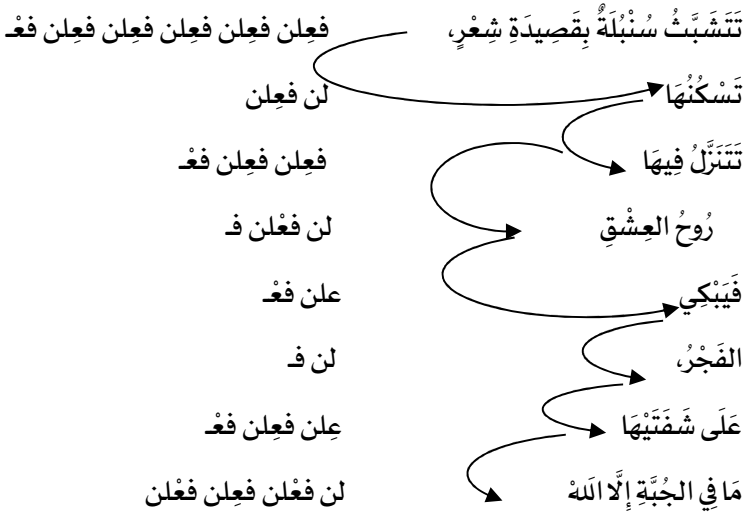 تَتَشَبَّثُ سُنْبُلَةٌ بِقَصِيدَةِ شِعْرٍ، فعِلن فعِلن فعِلن فعِلن فعِلن فعْـ
تَسْكُنُهَا لن فعِلن
تَتَنَزَّلُ فِيهَا فعِلن فعِلن فعْـ
رُوحُ العِشْقِ لن فعْلن فـ
فَيَبْكِي علن فعْـ
الفَجْرُ، لن فـ
عَلَى شَفَتَيْهَا عِلن فعِلن فعْـ
مَا فِي الجُبَّةِ إِلَّا اللهْ لن فعْلن فعِلن فعْلن